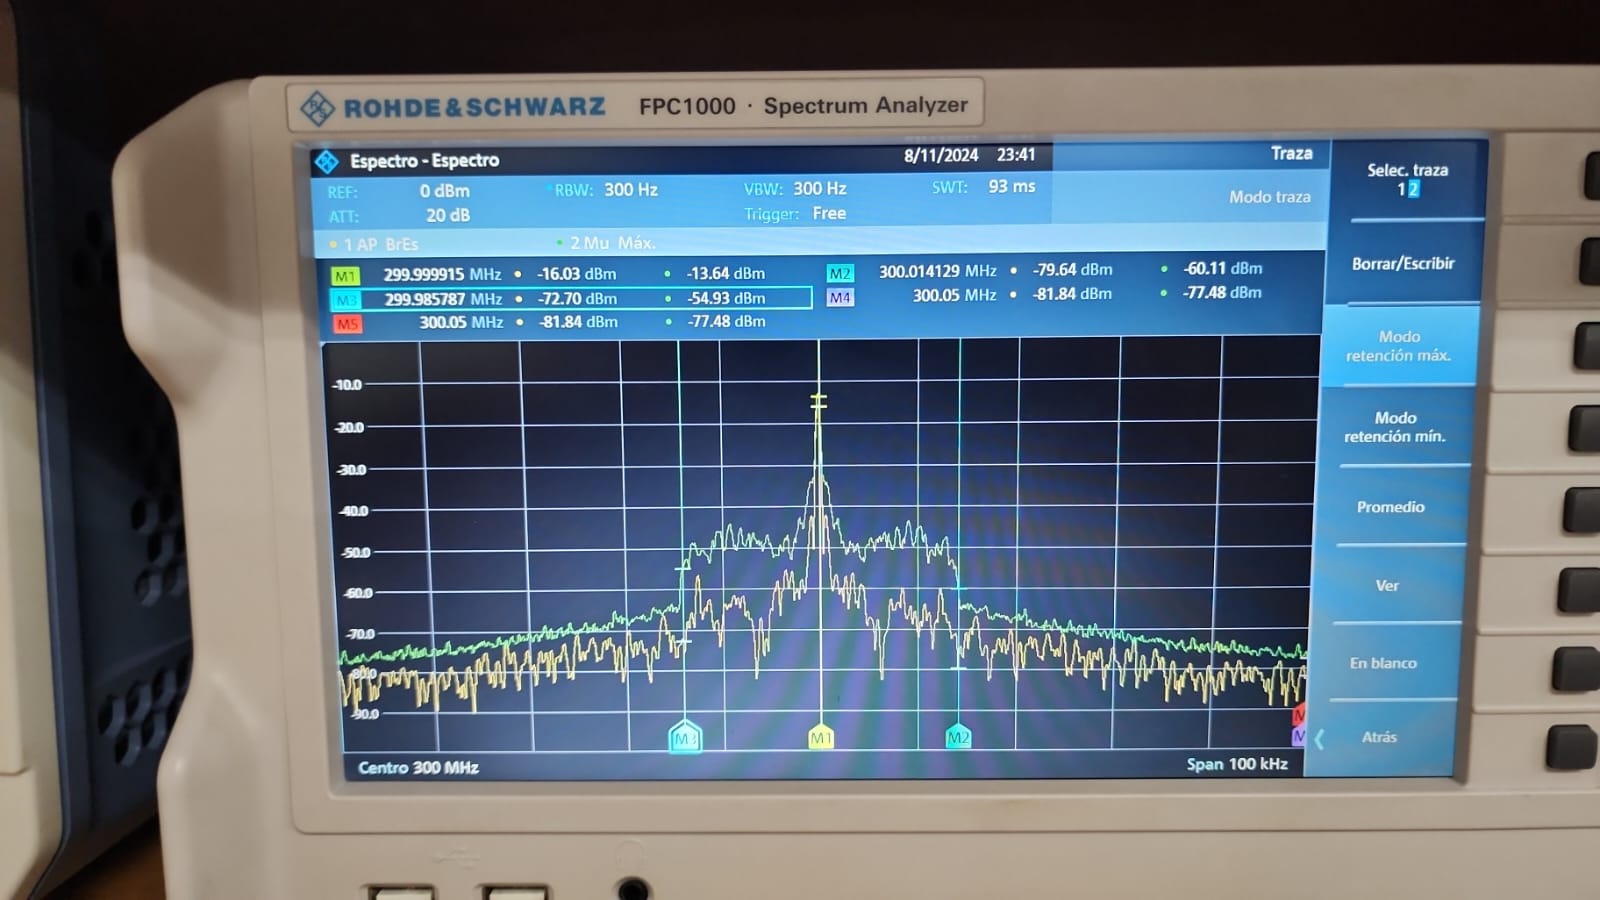 ROHDE&SCHWARZ FPC1000 · Spectrum Analyzer
Espectro - Espectro 8/11/2024 23:41 Traza
REF: 0 dBm RBW: 300 Hz VBW: 300 Hz SWT: 93 ms Modo traza
ATT: 20 dB Trigger: Free
1 AP BrEs 2 Mu Máx.
M1 299.999915 MHz -16.03 dBm -13.64 dBm M2 300.014129 MHz -79.64 dBm -60.11 dBm
M3 299.985787 MHz -72.70 dBm -54.93 dBm M4 300.05 MHz -81.84 dBm -77.48 dBm
M5 300.05 MHz -81.84 dBm -77.48 dBm
-10.0
-20.0
-30.0
-40.0
-50.0
-60.0
-70.0
-80.0
-90.0
M3 M1 M2
M
M
Centro 300 MHz Span 100 kHz
Selec. traza
1 2
Borrar/Escribir
Modo
retención máx.
Modo
retención mín.
Promedio
Ver
En blanco
Atrás